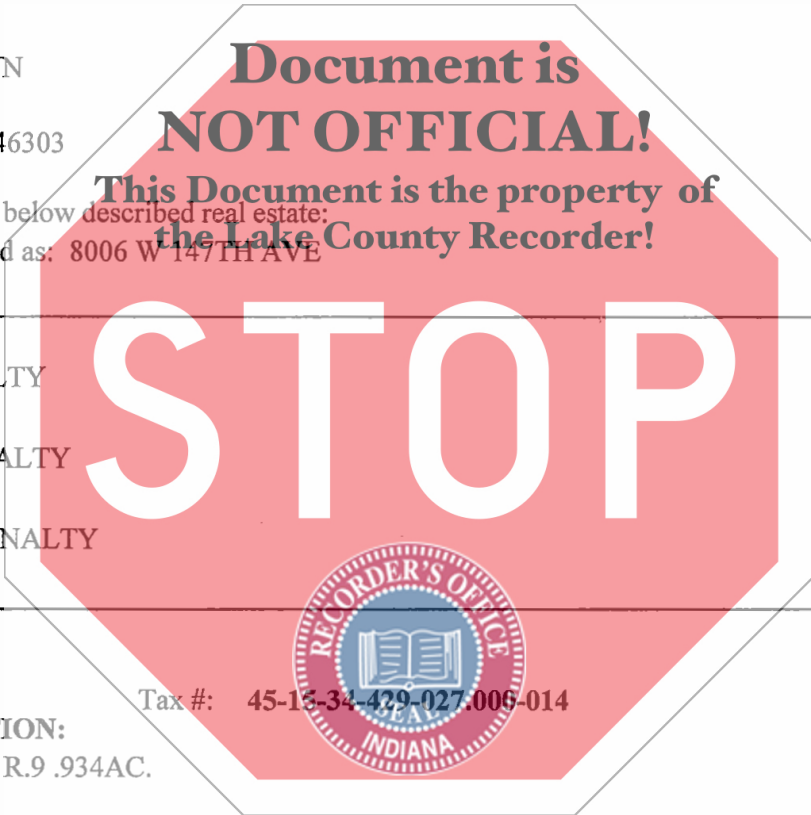 Document is
N
NOT OFFICIAL!
46303
This Document is the property of
below described real estate:
the Lake County Recorder!
d as: 8006 W 147TH AVE
STOP
LTY
ALTY
NALTY
RECORDER'S OFFICE
SEAL
INDIANA
Tax #: 45-15-34-429-027.006-014
ION:
R.9 .934AC.